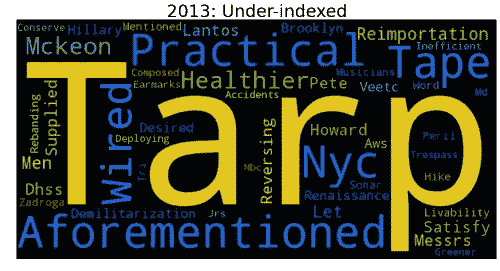 2013: Under-indexed
Conserve Hillary Mentioned Lantos Brooklyn Inefficient
Mckeon Practical Reimportation Tape
Composed Healthier Pete Musicians Veetc Word Md
Earmarks Accidents
Tarp
Rebanding Supplied Wired Desired Deploying Reversing Howard Aws Peril
Men Nbc Nyc Trespass
Dhss Sonar Hike
Zadroga Demilitarization Jrs Let Renaissance Livability
Aforementioned Satisfy
Messrs
Greener